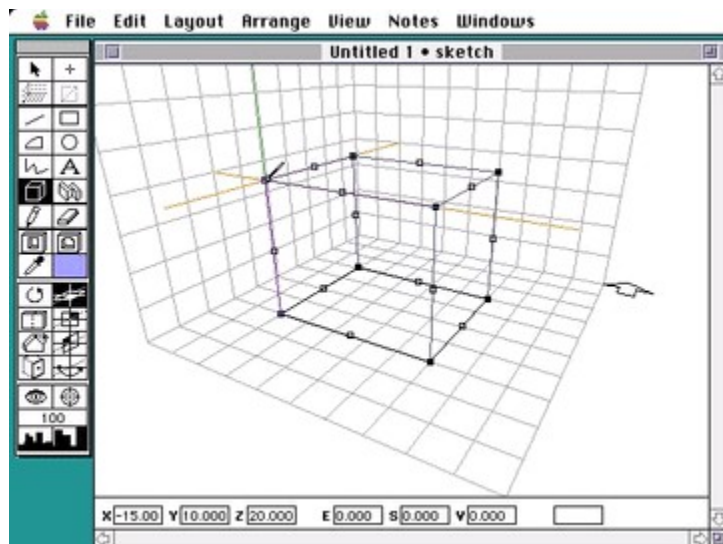 File Edit Layout Arrange View Notes Windows
Untitled 1 • sketch
A
100
X -15.00 Y 10.000 Z 20.000 E 0.000 S 0.000 V 0.000